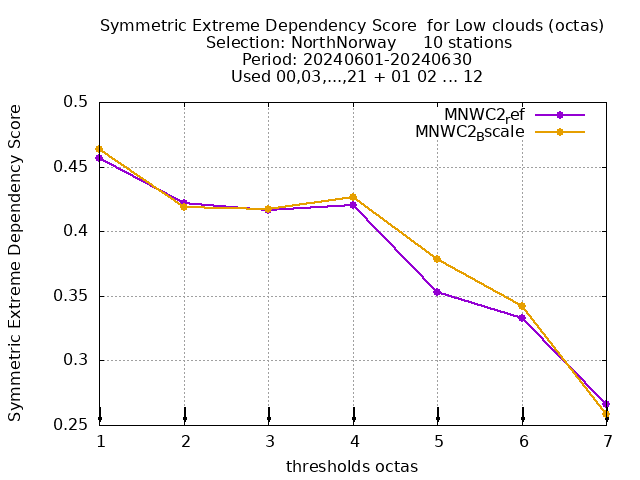 Symmetric Extreme Dependency Score  for Low clouds (octas)
Selection: NorthNorway     10 stations
Period: 20240601-20240630
Used 00,03,...,21 + 01 02 ... 12
MNWC2ref
MNWC2Bscale
Symmetric Extreme Dependency Score
0.5
0.45
0.4
0.35
0.3
0.25
1 2 3 4 5 6 7
thresholds octas